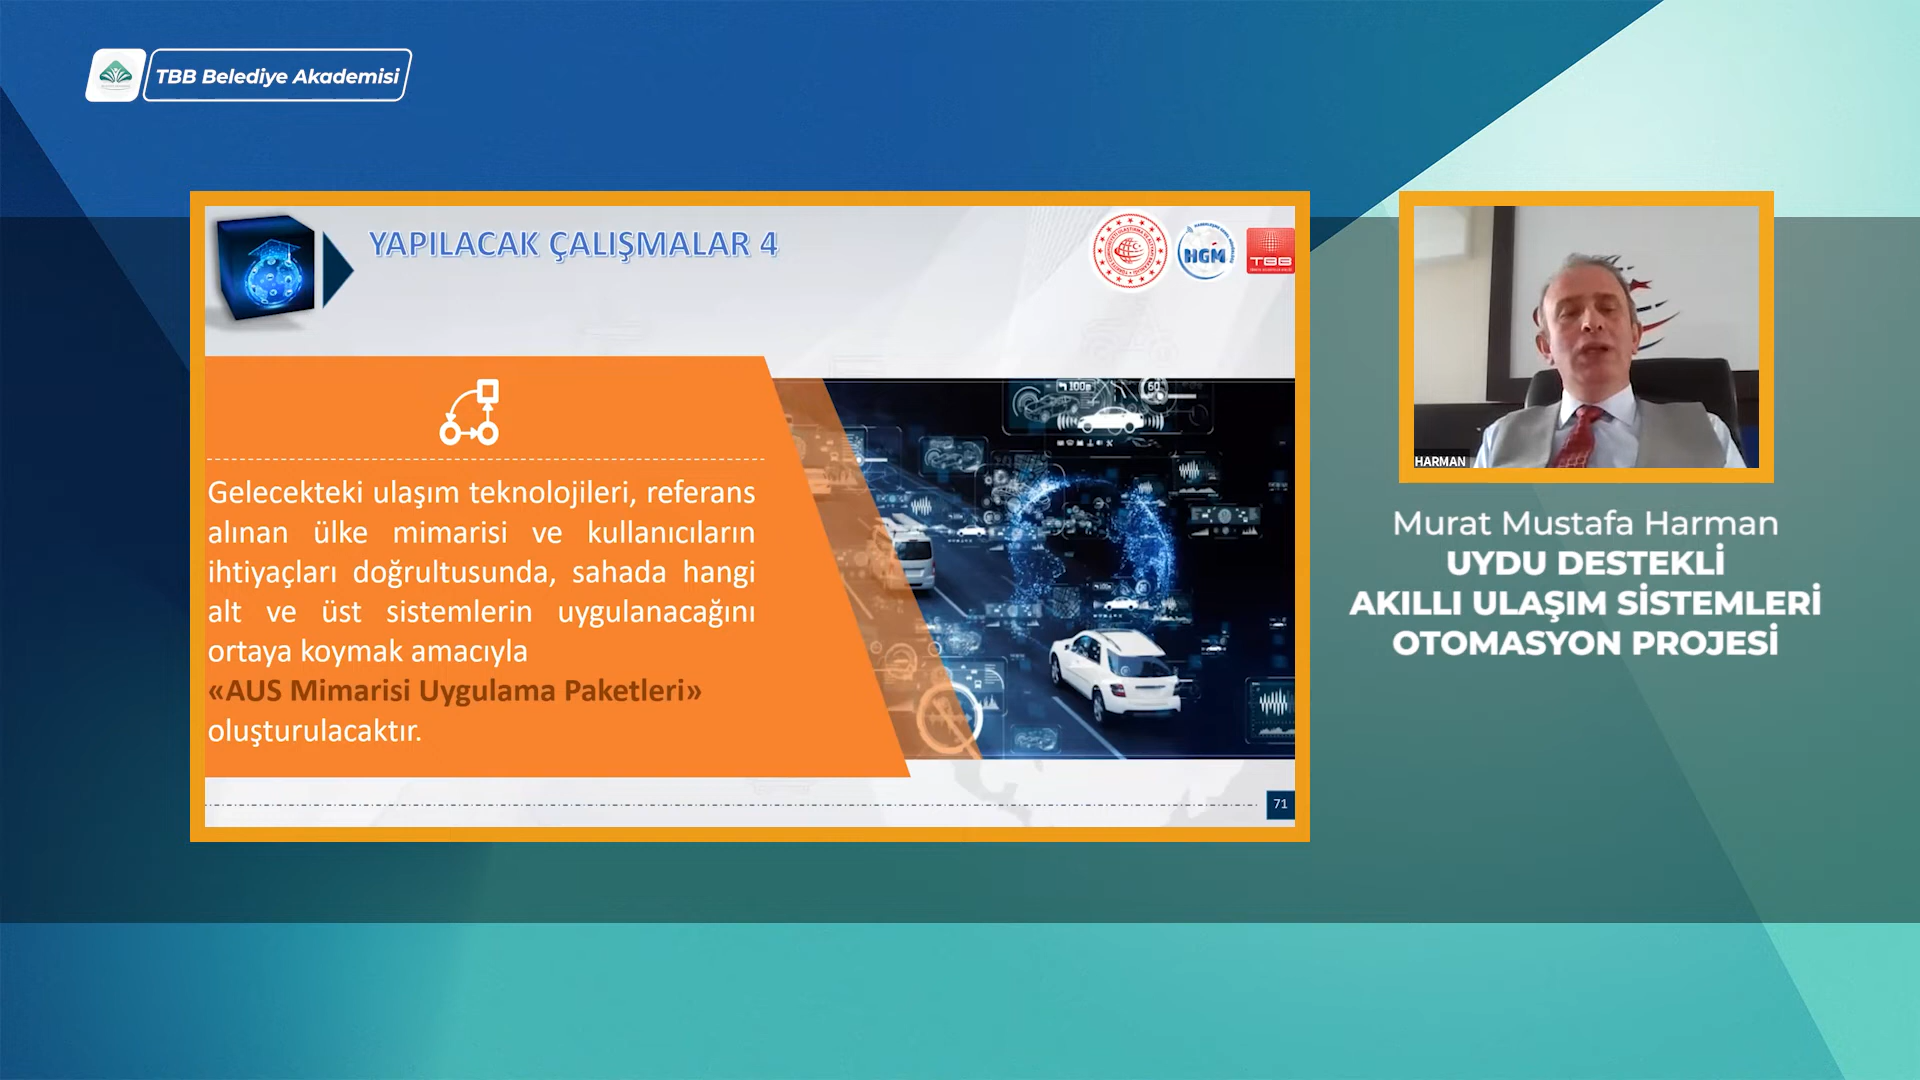 TBB Belediye Akademisi
YAPILACAK ÇALIŞMALAR 4
HGM
TBB
Gelecekteki ulaşım teknolojileri, referans
alınan ülke mimarisi ve kullanıcıların
ihtiyaçları doğrultusunda, sahada hangi
alt ve üst sistemlerin uygulanacağını
ortaya koymak amacıyla
«AUS Mimarisi Uygulama Paketleri»
oluşturulacaktır.
100m
60
71
HARMAN
Murat Mustafa Harman
UYDU DESTEKLİ
AKILLI ULAŞIM SİSTEMLERİ
OTOMASYON PROJESİ